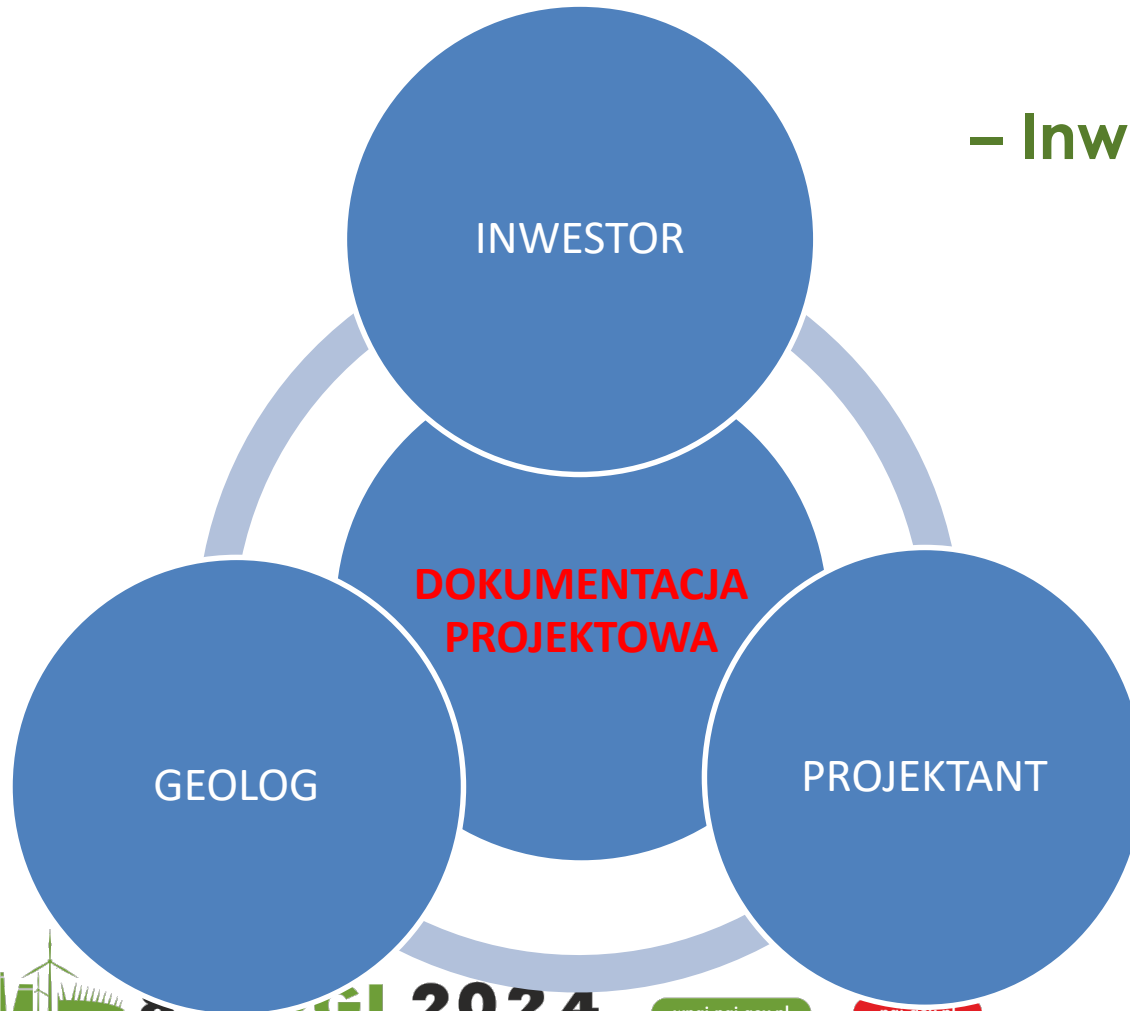 – Inw
INWESTOR
DOKUMENTACJA
PROJEKTOWA
GEOLOG
PROJEKTANT
2024